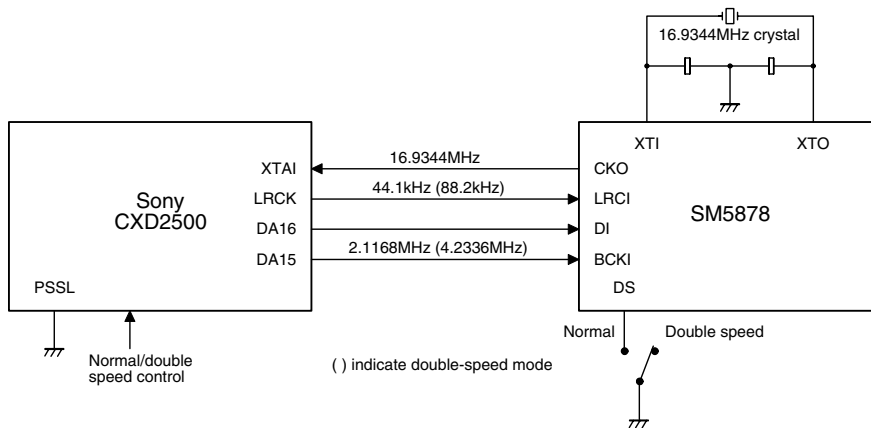 16.9344MHz crystal
XTI
XTO
Sony
CXD2500
XTAI
16.9344MHz
CKO
LRCK
44.1kHz (88.2kHz)
LRCI
SM5878
DA16
DI
DA15
2.1168MHz (4.2336MHz)
BCKI
PSSL
DS
Normal
Double speed
Normal/double
speed control
( ) indicate double-speed mode